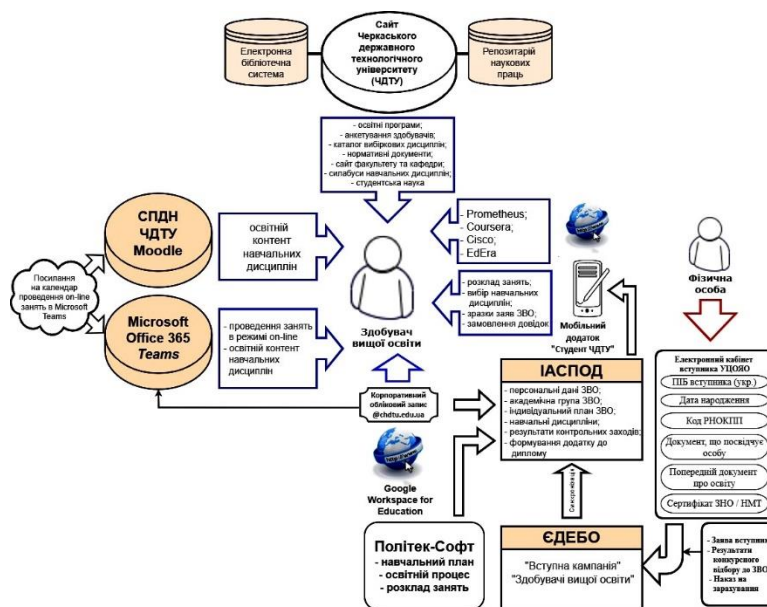 Сайт
Черкаського
державного
технологічного
університету
(ЧДТУ)
Електронна
бібліотечна
система
Репозитарій
наукових
праць
- освітні програми;
- анкетування здобувачів;
- каталог вибіркових дисциплін;
- нормативні документи;
- сайт факультету та кафедри;
- силабуси навчальних дисциплін;
- студентська наука
СПДН
ЧДТУ
Moodle
освітній
контент
навчальних
дисциплін
- Prometheus;
- Coursera;
- Cisco;
- EdEra
Фізична
особа
Посилання
на календар
проведення on-line
занять в Microsoft
Teams
Microsoft
Office 365
Teams
- проведення занять
в режимі on-line
- освітній контент
навчальних
дисциплін
Здобувач
вищої освіти
- розклад занять;
- вибір навчальних
дисциплін;
- зразки заяв ЗВО;
- замовлення довідок
Мобільний
додаток
"Студент ЧДТУ"
Корпоративний
обліковий запис
@chdtu.edu.ua
Google
Workspace for
Education
ІАСПОД
- персональні дані ЗВО;
- академічна група ЗВО;
- індивідуальний план ЗВО;
- навчальні дисципліни;
- результати контрольних заходів;
- формування додатку до
диплому
Електронний кабінет
вступника УЦОЯО
ПІБ вступника (укр.)
Дата народження
Код РНОКПП
Документ, що посвідчує
особу
Попередній документ
про освіту
Сертифікат ЗНО / НМТ
Синхронізація
Політек-Софт
- навчальний план
- освітній процес
- розклад занять
ЄДЕБО
"Вступна кампанія"
"Здобувачі вищої освіти"
- Заява вступника
- Результати
конкурсного
відбору до ЗВО
- Наказ на
зарахування